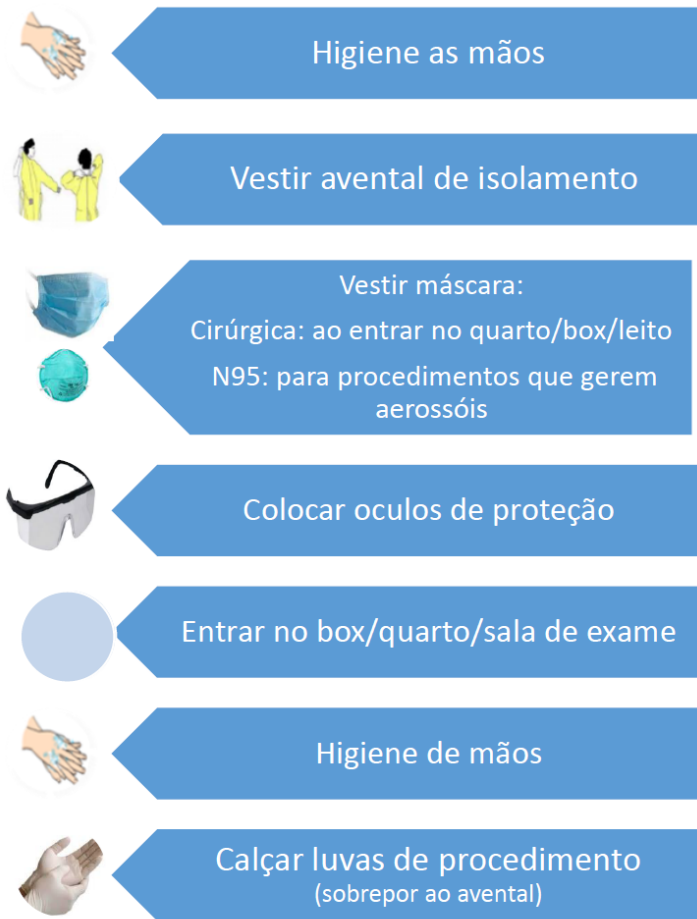 Higiene as mãos
Vestir avental de isolamento
Vestir máscara:
Cirúrgica: ao entrar no quarto/box/leito
N95: para procedimentos que gerem
aerossóis
Colocar oculos de proteção
Entrar no box/quarto/sala de exame
Higiene de mãos
Calçar luvas de procedimento
(sobrepor ao avental)